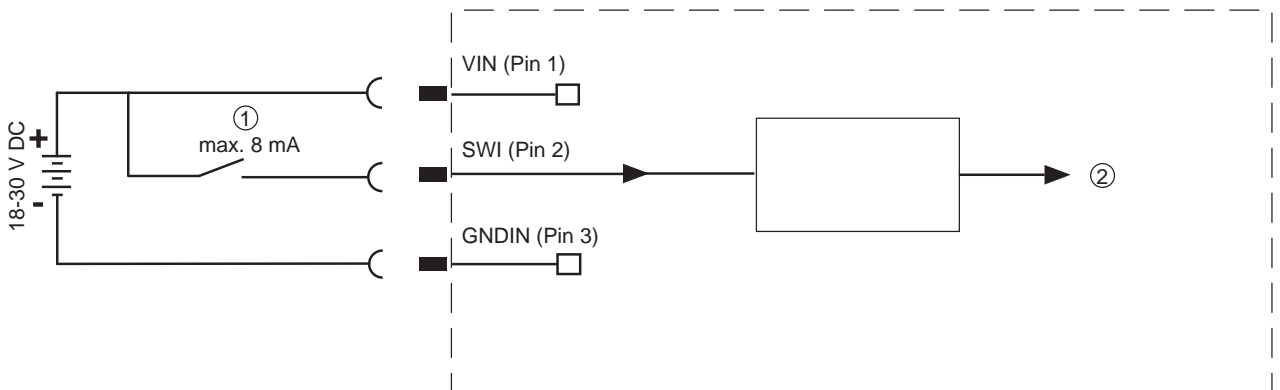 VIN (Pin 1)
①
max. 8 mA
SWI (Pin 2)
②
18-30 V DC
+
-
GNDIN (Pin 3)